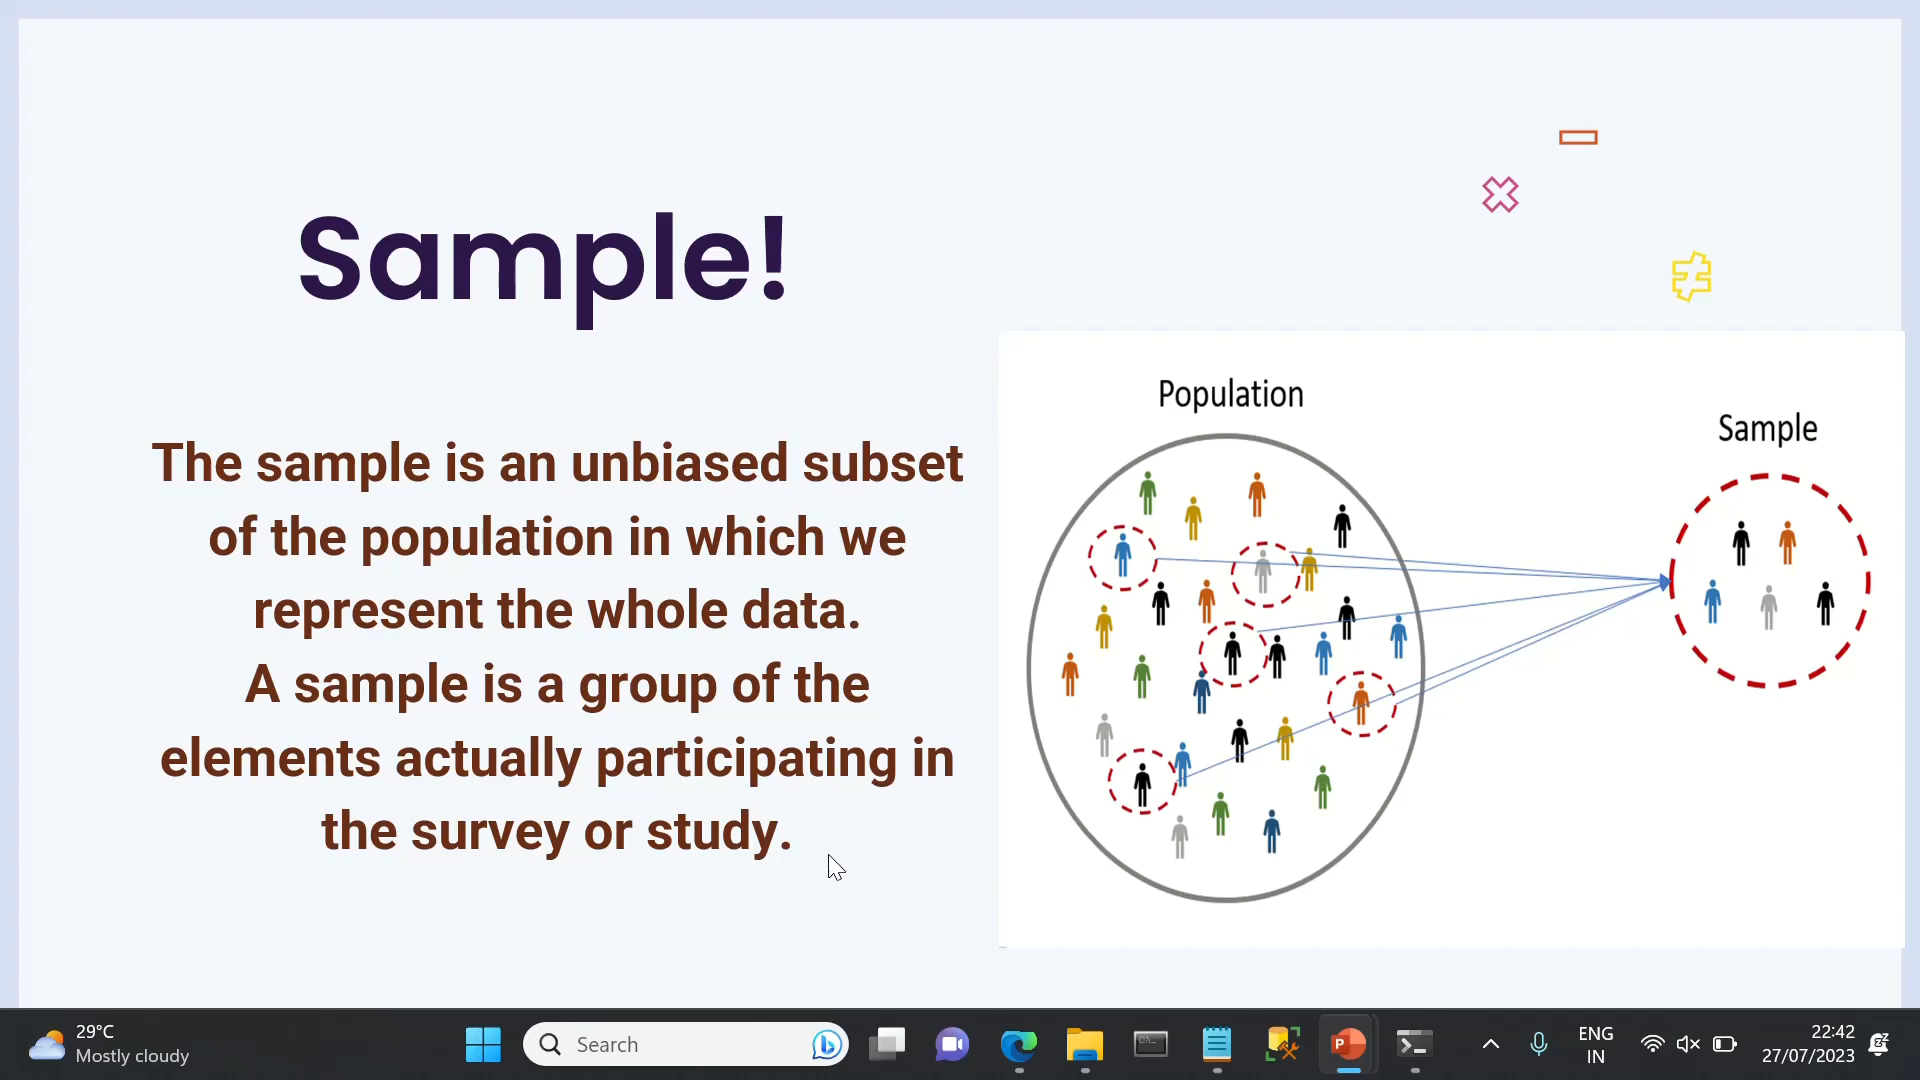 Sample!
The sample is an unbiased subset
of the population in which we
represent the whole data.
A sample is a group of the
elements actually participating in
the survey or study.
Population
Sample
29°C
Mostly cloudy
Search
ENG
IN
22:42
27/07/2023